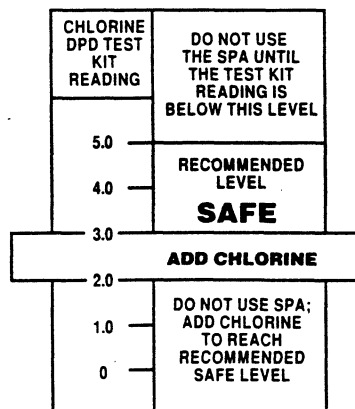 CHLORINE
DPD TEST
KIT
READING
DO NOT USE
THE SPA UNTIL
THE TEST KIT
READING IS
BELOW THIS LEVEL
5.0
4.0
3.0
2.0
1.0
0
RECOMMENDED
LEVEL
SAFE
ADD CHLORINE
DO NOT USE SPA;
ADD CHLORINE
TO REACH
RECOMMENDED
SAFE LEVEL